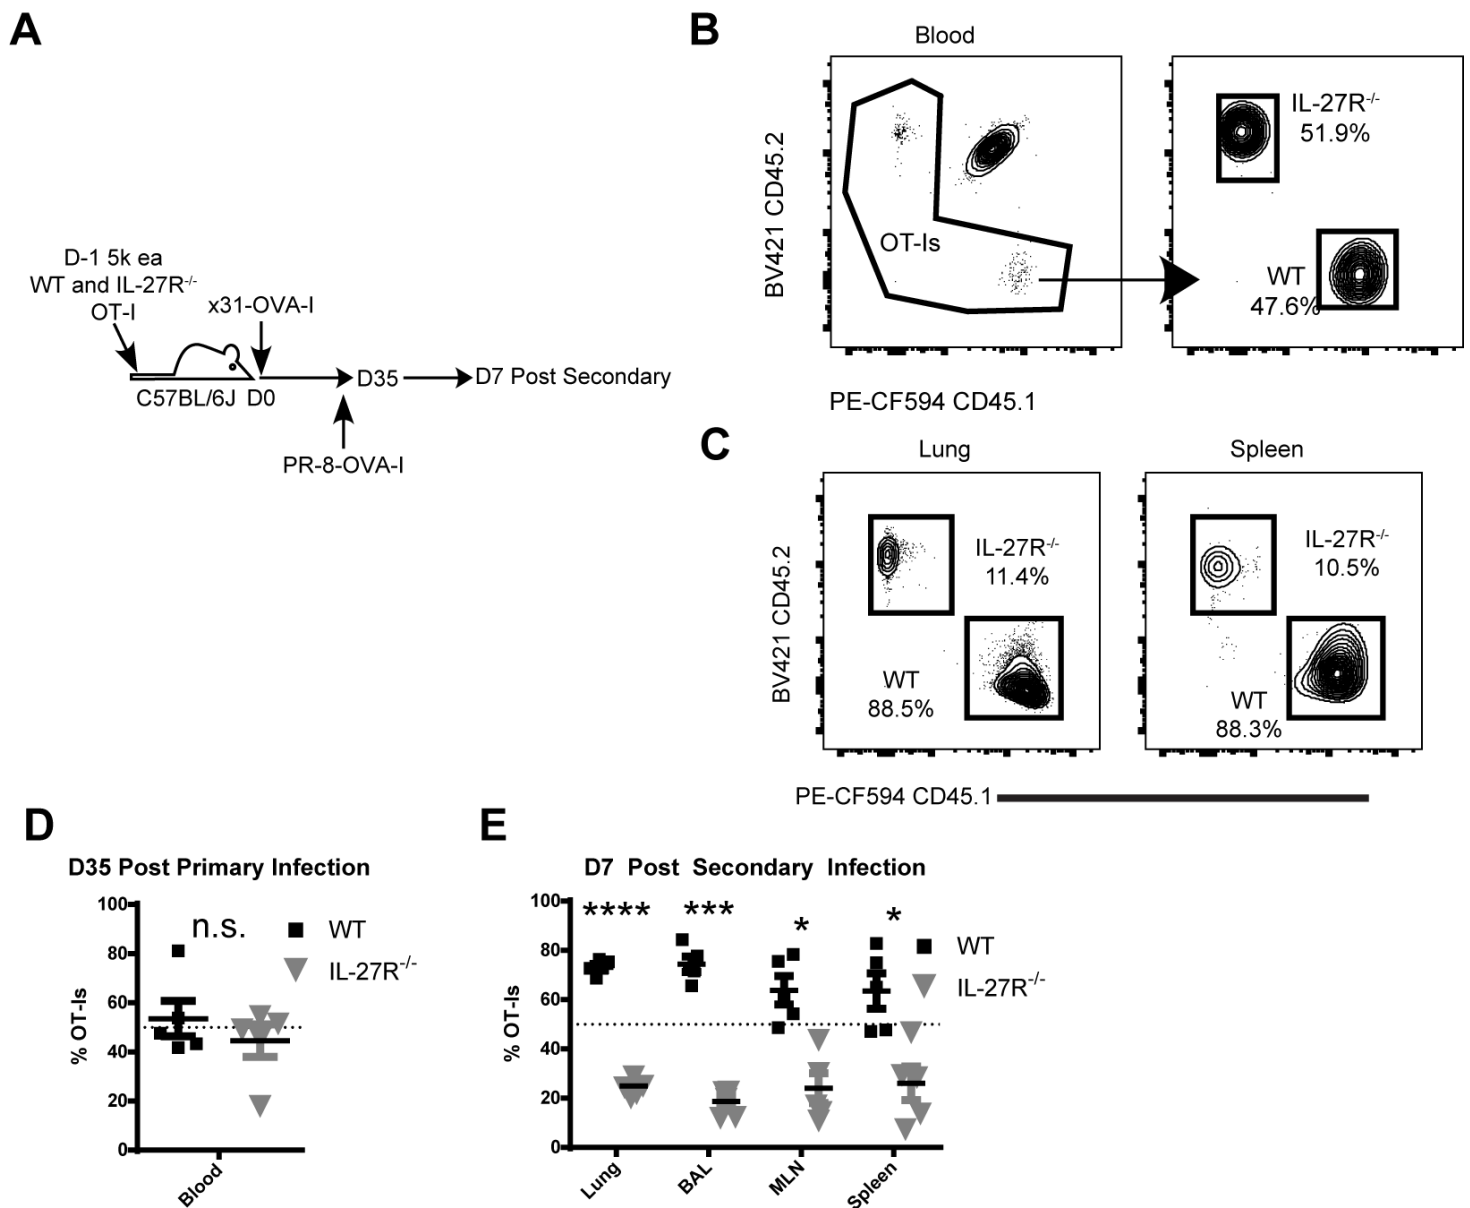 A
D-1 5k ea
WT and IL-27R-/-
OT-I
x31-OVA-I
C57BL/6J D0
D35
D7 Post Secondary
PR-8-OVA-I
B
Blood
BV421 CD45.2
OT-Is
IL-27R-/-
51.9%
WT
47.6%
PE-CF594 CD45.1
C
Lung
Spleen
BV421 CD45.2
IL-27R-/-
11.4%
WT
88.5%
IL-27R-/-
10.5%
WT
88.3%
PE-CF594 CD45.1
D
D35 Post Primary Infection
% OT-Is
100
80
60
40
20
0
n.s.
WT
IL-27R-/-
Blood
E
D7 Post Secondary Infection
% OT-Is
100
80
60
40
20
0
**** *** * *
WT
IL-27R-/-
Lung
BAL
MLN
Spleen